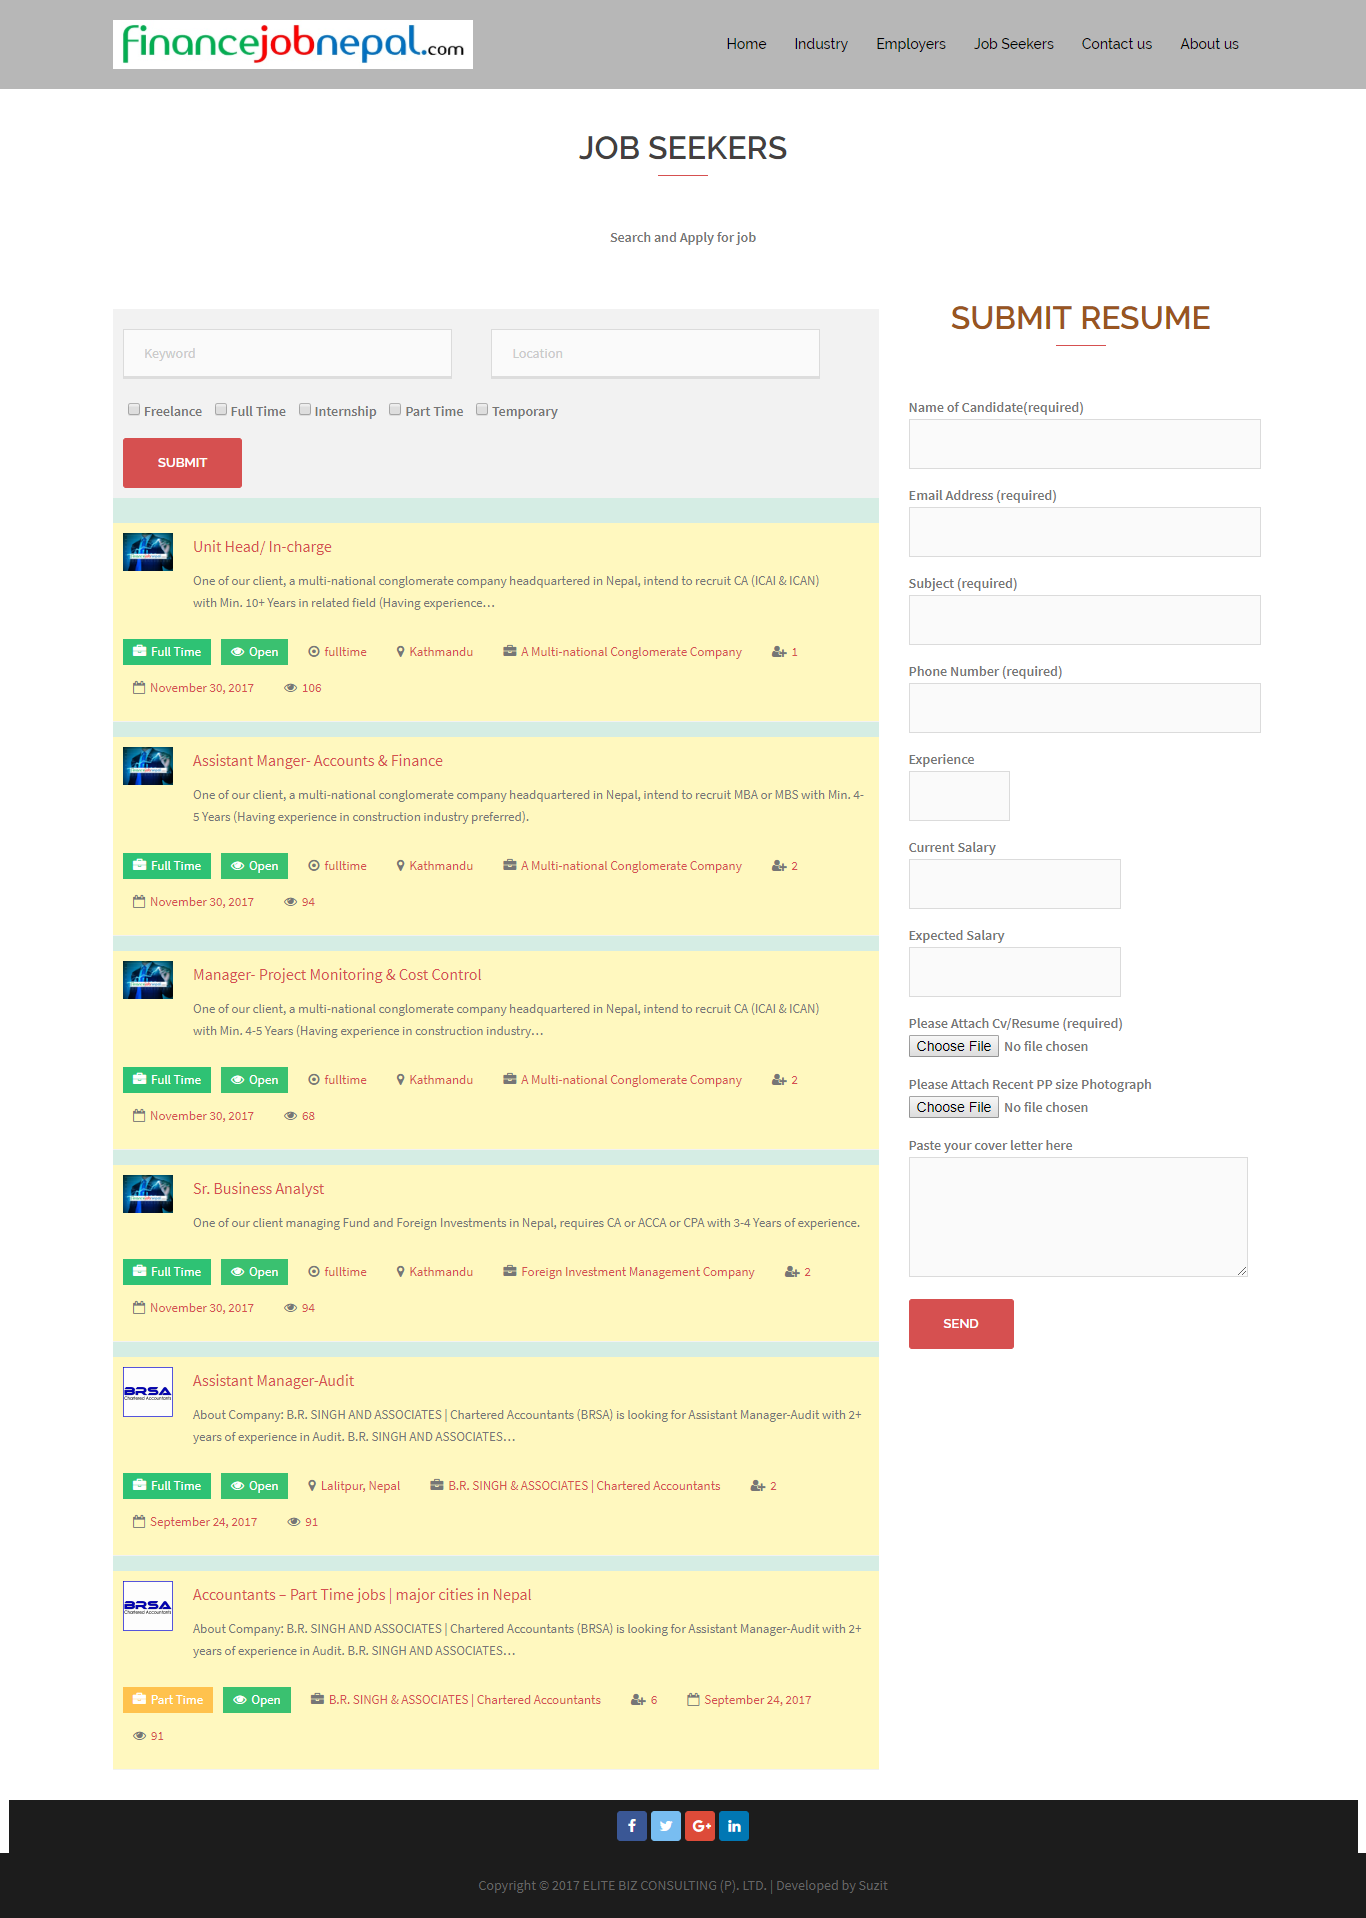 financejobnepal.com
Home Industry Employers Job Seekers Contact us About us
JOB SEEKERS
Search and Apply for job
Keyword Location
Freelance Full Time Internship Part Time Temporary
SUBMIT
Unit Head/ In-charge
One of our client, a multi-national conglomerate company headquartered in Nepal, intend to recruit CA (ICAI & ICAN)
with Min. 10+ Years in related field (Having experience…
Full Time Open fulltime Kathmandu A Multi-national Conglomerate Company 1
November 30, 2017 106
Assistant Manger- Accounts & Finance
One of our client, a multi-national conglomerate company headquartered in Nepal, intend to recruit MBA or MBS with Min. 4-
5 Years (Having experience in construction industry preferred).
Full Time Open fulltime Kathmandu A Multi-national Conglomerate Company 2
November 30, 2017 94
Manager- Project Monitoring & Cost Control
One of our client, a multi-national conglomerate company headquartered in Nepal, intend to recruit CA (ICAI & ICAN)
with Min. 4-5 Years (Having experience in construction industry…
Full Time Open fulltime Kathmandu A Multi-national Conglomerate Company 2
November 30, 2017 68
Sr. Business Analyst
One of our client managing Fund and Foreign Investments in Nepal, requires CA or ACCA or CPA with 3-4 Years of experience.
Full Time Open fulltime Kathmandu Foreign Investment Management Company 2
November 30, 2017 94
BRSA
Chartered Accountants
Assistant Manager-Audit
About Company: B.R. SINGH AND ASSOCIATES | Chartered Accountants (BRSA) is looking for Assistant Manager-Audit with 2+
years of experience in Audit. B.R. SINGH AND ASSOCIATES…
Full Time Open Lalitpur, Nepal B.R. SINGH & ASSOCIATES | Chartered Accountants 2
September 24, 2017 91
BRSA
Chartered Accountants
Accountants – Part Time jobs | major cities in Nepal
About Company: B.R. SINGH AND ASSOCIATES | Chartered Accountants (BRSA) is looking for Assistant Manager-Audit with 2+
years of experience in Audit. B.R. SINGH AND ASSOCIATES…
Part Time Open B.R. SINGH & ASSOCIATES | Chartered Accountants 6 September 24, 2017
91
SUBMIT RESUME
Name of Candidate(required)
Email Address (required)
Subject (required)
Phone Number (required)
Experience
Current Salary
Expected Salary
Please Attach Cv/Resume (required)
Choose File No file chosen
Please Attach Recent PP size Photograph
Choose File No file chosen
Paste your cover letter here
SEND
Copyright © 2017 ELITE BIZ CONSULTING (P). LTD. | Developed by Suzit